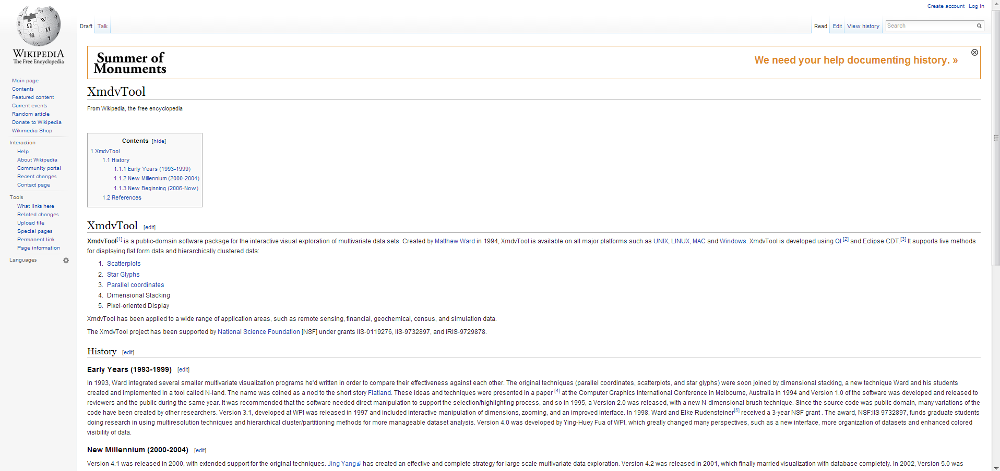 Create account Log in
Draft Talk
Read Edit View history Search
WIKIPEDIA
The Free Encyclopedia
Main page
Contents
Featured content
Current events
Random article
Donate to Wikipedia
Wikimedia Shop
Interaction
Help
About Wikipedia
Community portal
Recent changes
Contact page
Tools
What links here
Related changes
Upload file
Special pages
Permanent link
Page information
Languages
Summer of
Monuments
We need your help documenting history. »
XmdvTool
From Wikipedia, the free encyclopedia
Contents [hide]
1 XmdvTool
1.1 History
1.1.1 Early Years (1993-1999)
1.1.2 New Millennium (2000-2004)
1.1.3 New Beginning (2006-Now)
1.2 References
XmdvTool [edit]
XmdvTool[1] is a public-domain software package for the interactive visual exploration of multivariate data sets. Created by Matthew Ward in 1994, XmdvTool is available on all major platforms such as UNIX, LINUX, MAC and Windows. XmdvTool is developed using Qt [2] and Eclipse CDT.[3] It supports five methods
for displaying flat form data and hierarchically clustered data:
1. Scatterplots
2. Star Glyphs
3. Parallel coordinates
4. Dimensional Stacking
5. Pixel-oriented Display
XmdvTool has been applied to a wide range of application areas, such as remote sensing, financial, geochemical, census, and simulation data.
The XmdvTool project has been supported by National Science Foundation [NSF] under grants IIS-0119276, IIS-9732897, and IRIS-9729878.
History [edit]
Early Years (1993-1999) [edit]
In 1993, Ward integrated several smaller multivariate visualization programs he'd written in order to compare their effectiveness against each other. The original techniques (parallel coordinates, scatterplots, and star glyphs) were soon joined by dimensional stacking, a new technique Ward and his students
created and implemented in a tool called N-land. The name was coined as a nod to the short story Flatland. These ideas and techniques were presented in a paper [4] at the Computer Graphics International Conference in Melbourne, Australia in 1994 and Version 1.0 of the software was developed and released to
reviewers and the public during the same year. It was recommended that the software needed direct manipulation to support the selection/highlighting process, and so in 1995, a Version 2.0 was released, with a new N-dimensional brush technique. Since the source code was public domain, many variations of the
code have been created by other researchers. Version 3.1, developed at WPI was released in 1997 and included interactive manipulation of dimensions, zooming, and an improved interface. In 1998, Ward and Elke Rudensteiner[5] received a 3-year NSF grant . The award, NSF:IIS 9732897, funds graduate students
doing research in using multiresolution techniques and hierarchical cluster/partitioning methods for more manageable dataset analysis. Version 4.0 was developed by Ying-Huey Fua of WPI, which greatly changed many perspectives, such as a new interface, more organization of datasets and enhanced colored
visibility of data.
New Millennium (2000-2004) [edit]
Version 4.1 was released in 2000, with extended support for the original techniques. Jing Yang has created an effective and complete strategy for large scale multivariate data exploration. Version 4.2 was released in 2001, which finally married visualization with database completely. In 2002, Version 5.0 was